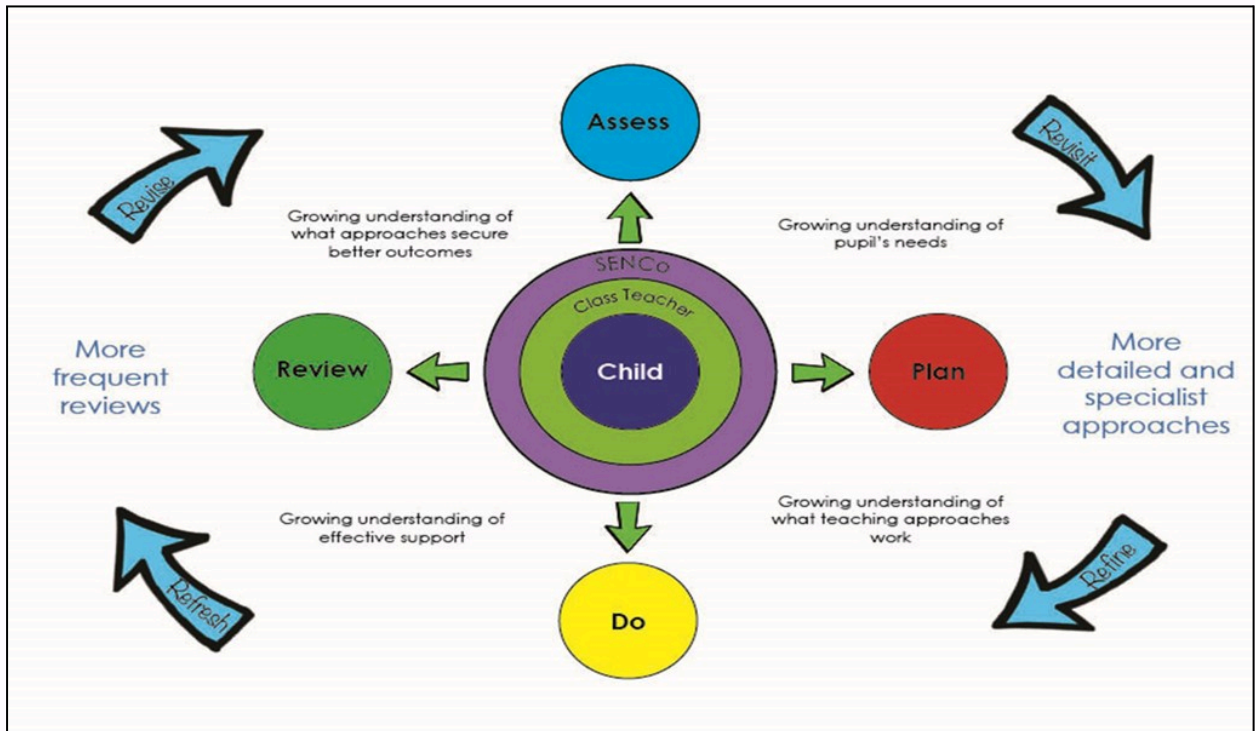 Assess
Revise
Revisit
Growing understanding of
what approaches secure
better outcomes
Growing understanding of
pupil's needs
SENCo
Class Teacher
Child
More
frequent
reviews
Review
Plan
More
detailed and
specialist
approaches
Growing understanding of
effective support
Growing understanding of
what teaching approaches
work
Refresh
Refine
Do